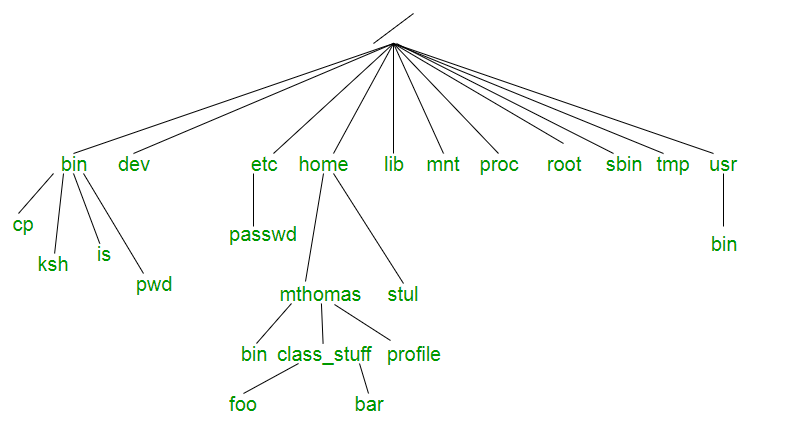 /
bin dev etc home lib mnt proc root sbin tmp usr
cp
ksh
is
pwd
passwd
bin
mthomas stul
bin class_stuff profile
foo bar